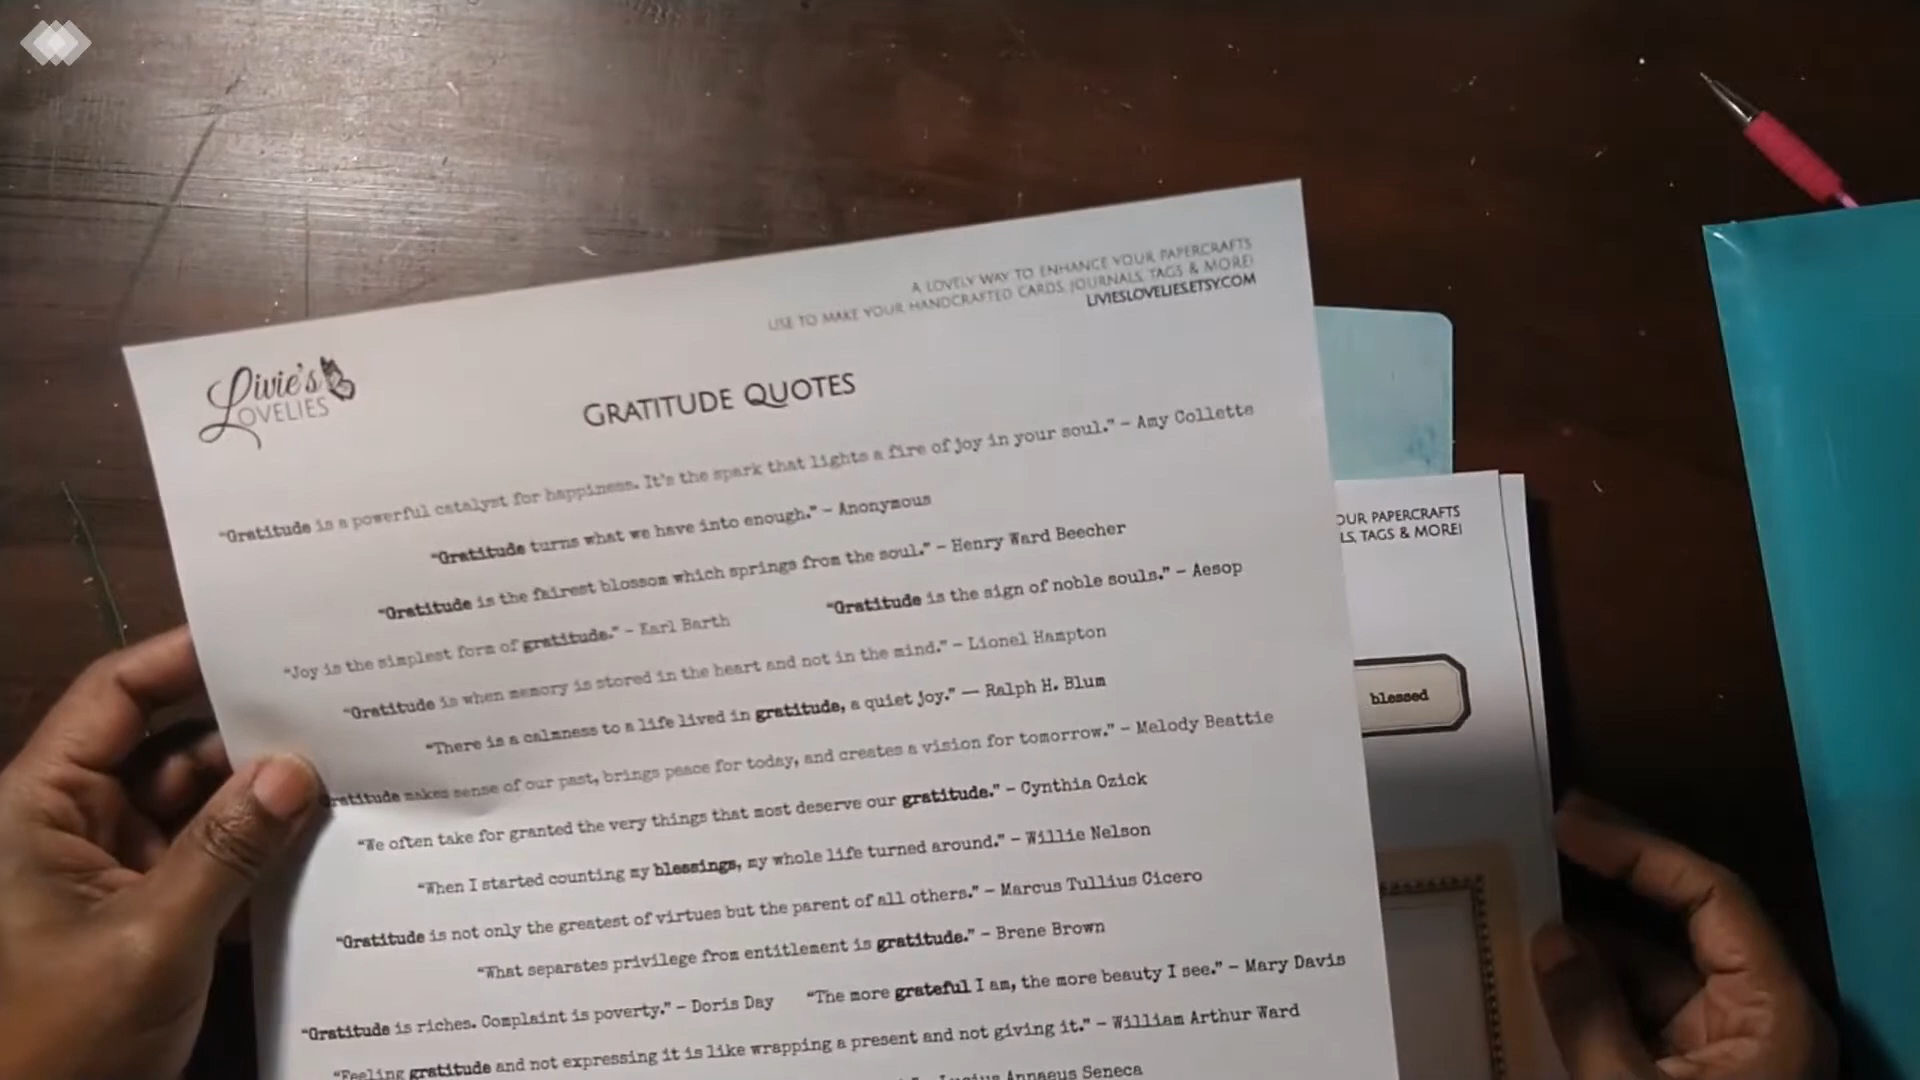 A LOVELY WAY TO ENHANCE YOUR PAPERCRAFTS
USE TO MAKE YOUR HANDCRAFTED CARDS, JOURNALS, TAGS & MORE!
LIVIESLOVELIES.ETSY.COM
Livie's
LOVELIES
GRATITUDE QUOTES
"Gratitude is a powerful catalyst for happiness. It's the spark that lights a fire of joy in your soul." – Amy Collette
"Gratitude turns what we have into enough." – Anonymous
"Gratitude is the fairest blossom which springs from the soul." – Henry Ward Beecher
"Joy is the simplest form of gratitude." – Karl Barth "Gratitude is the sign of noble souls." – Aesop
"Gratitude is when memory is stored in the heart and not in the mind." – Lionel Hampton
"There is a calmness to a life lived in gratitude, a quiet joy." — Ralph H. Blum
Gratitude makes sense of our past, brings peace for today, and creates a vision for tomorrow." – Melody Beattie
"We often take for granted the very things that most deserve our gratitude." – Cynthia Ozick
"When I started counting my blessings, my whole life turned around." – Willie Nelson
"Gratitude is not only the greatest of virtues but the parent of all others." – Marcus Tullius Cicero
"What separates privilege from entitlement is gratitude." – Brene Brown
"Gratitude is riches. Complaint is poverty." – Doris Day "The more grateful I am, the more beauty I see." – Mary Davis
"Feeling gratitude and not expressing it is like wrapping a present and not giving it." – William Arthur Ward
Annaeus Seneca
OUR PAPERCRAFTS
LS, TAGS & MORE!
blessed